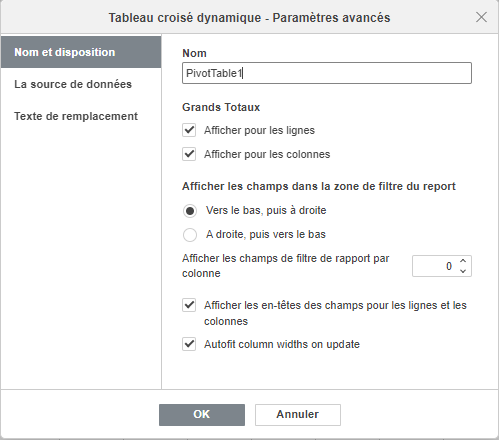 Tableau croisé dynamique - Paramètres avancés
Nom et disposition
La source de données
Texte de remplacement
Nom
PivotTable1
Grands Totaux
Afficher pour les lignes
Afficher pour les colonnes
Afficher les champs dans la zone de filtre du report
Vers le bas, puis à droite
A droite, puis vers le bas
Afficher les champs de filtre de rapport par
colonne
0
Afficher les en-têtes des champs pour les lignes et les
colonnes
Autofit column widths on update
OK
Annuler